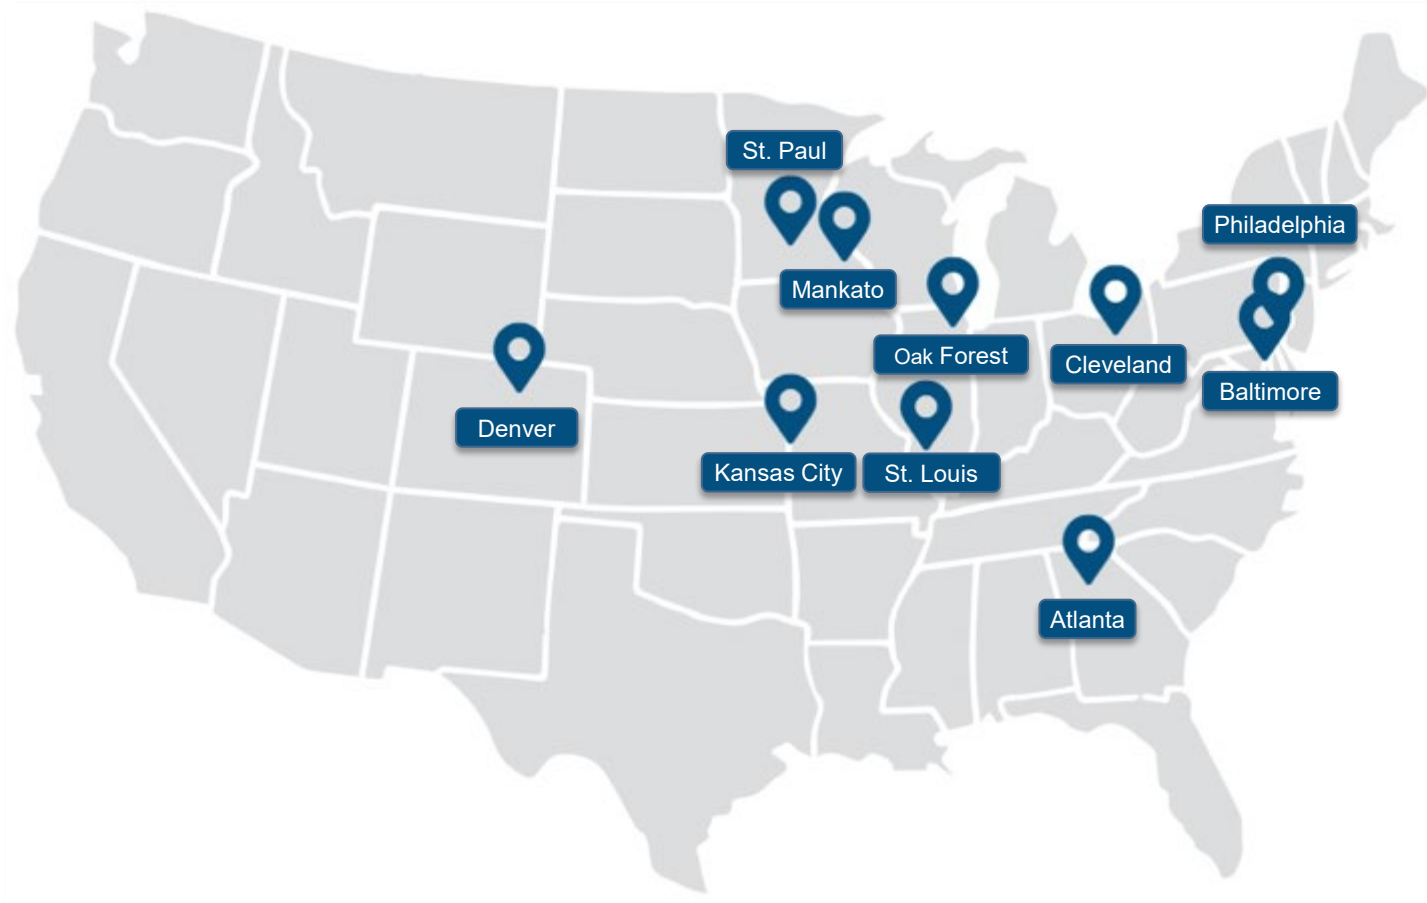 St. Paul
Philadelphia
Mankato
Oak Forest
Cleveland
Baltimore
Denver
Kansas City
St. Louis
Atlanta